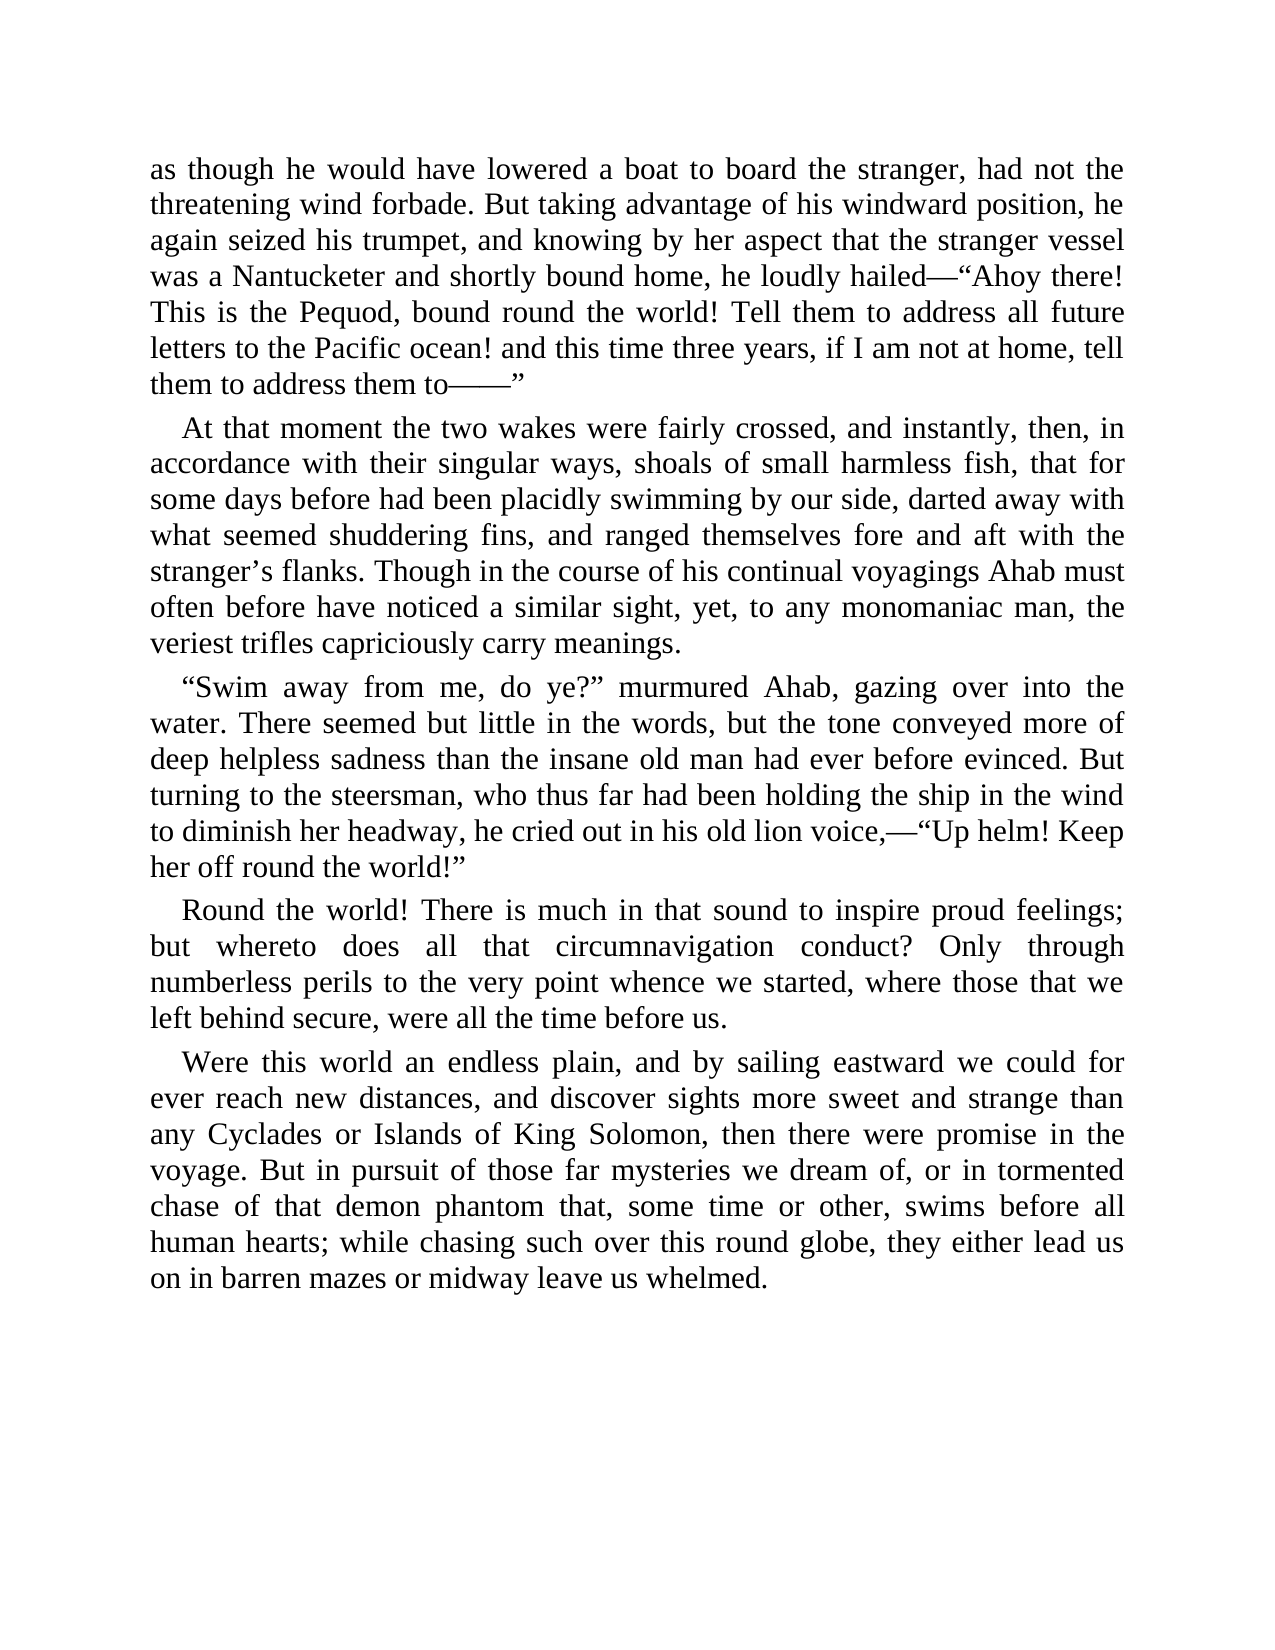 as though he would have lowered a boat to board the stranger, had not the
threatening wind forbade. But taking advantage of his windward position, he
again seized his trumpet, and knowing by her aspect that the stranger vessel
was a Nantucketer and shortly bound home, he loudly hailed—“Ahoy there!
This is the Pequod, bound round the world! Tell them to address all future
letters to the Pacific ocean! and this time three years, if I am not at home, tell
them to address them to——”
At that moment the two wakes were fairly crossed, and instantly, then, in
accordance with their singular ways, shoals of small harmless fish, that for
some days before had been placidly swimming by our side, darted away with
what seemed shuddering fins, and ranged themselves fore and aft with the
stranger’s flanks. Though in the course of his continual voyagings Ahab must
often before have noticed a similar sight, yet, to any monomaniac man, the
veriest trifles capriciously carry meanings.
“Swim away from me, do ye?” murmured Ahab, gazing over into the
water. There seemed but little in the words, but the tone conveyed more of
deep helpless sadness than the insane old man had ever before evinced. But
turning to the steersman, who thus far had been holding the ship in the wind
to diminish her headway, he cried out in his old lion voice,—“Up helm! Keep
her off round the world!”
Round the world! There is much in that sound to inspire proud feelings;
but whereto does all that circumnavigation conduct? Only through
numberless perils to the very point whence we started, where those that we
left behind secure, were all the time before us.
Were this world an endless plain, and by sailing eastward we could for
ever reach new distances, and discover sights more sweet and strange than
any Cyclades or Islands of King Solomon, then there were promise in the
voyage. But in pursuit of those far mysteries we dream of, or in tormented
chase of that demon phantom that, some time or other, swims before all
human hearts; while chasing such over this round globe, they either lead us
on in barren mazes or midway leave us whelmed.